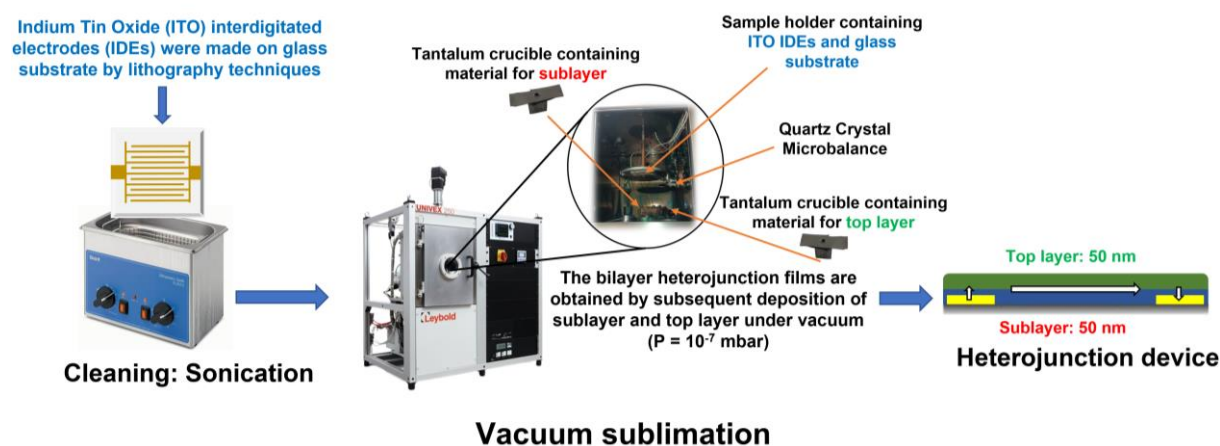 Indium Tin Oxide (ITO) interdigitated
electrodes (IDEs) were made on glass
substrate by lithography techniques
Cleaning: Sonication
Tantalum crucible containing
material for sublayer
Sample holder containing
ITO IDEs and glass
substrate
Quartz Crystal
Microbalance
Tantalum crucible containing
material for top layer
UNIVEX 250
Leybold
The bilayer heterojunction films are
obtained by subsequent deposition of
sublayer and top layer under vacuum
(P = 10⁻⁷ mbar)
Top layer: 50 nm
Sublayer: 50 nm
Heterojunction device
Vacuum sublimation